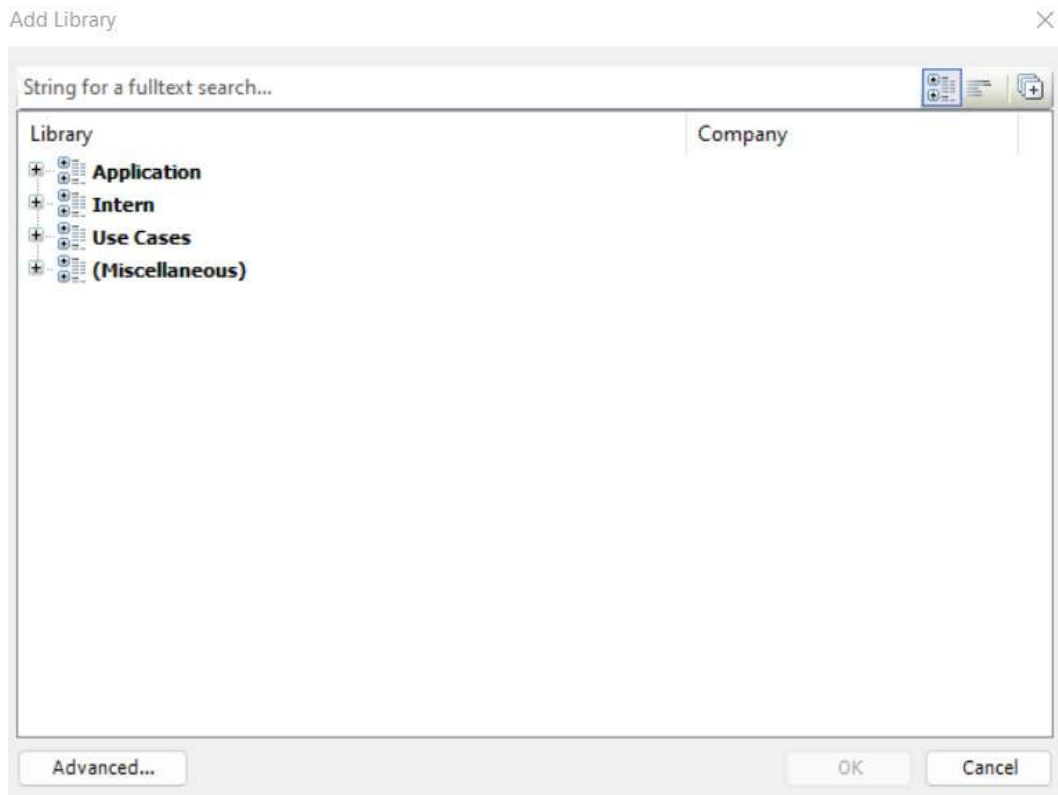 Add Library
String for a fulltext search...
Library Company
Application
Intern
Use Cases
(Miscellaneous)
Advanced... OK Cancel